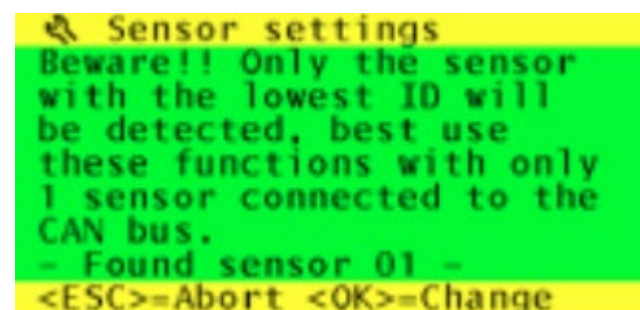 Sensor settings
Beware!! Only the sensor
with the lowest ID will
be detected, best use
these functions with only
1 sensor connected to the
CAN bus.
- Found sensor 01 -
<ESC>=Abort <OK>=Change